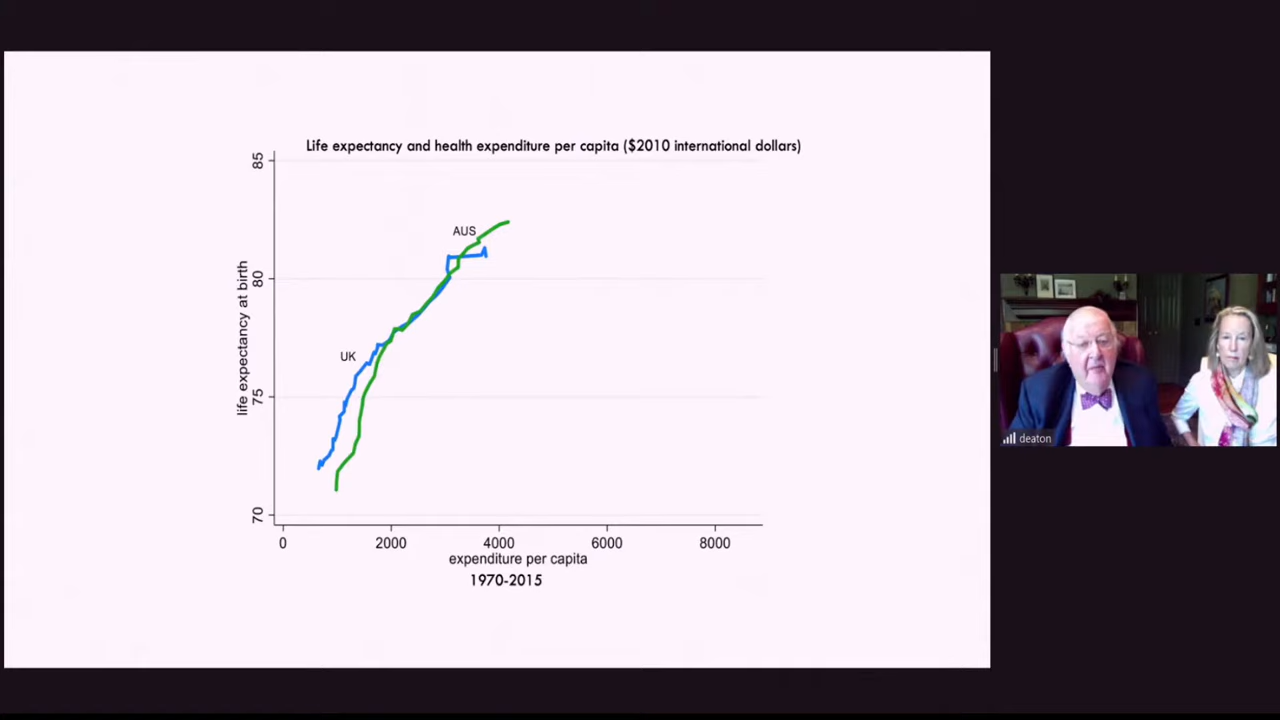 Life expectancy and health expenditure per capita ($2010 international dollars)
85
80
75
70
life expectancy at birth
AUS
UK
0 2000 4000 6000 8000
expenditure per capita
1970-2015
deaton